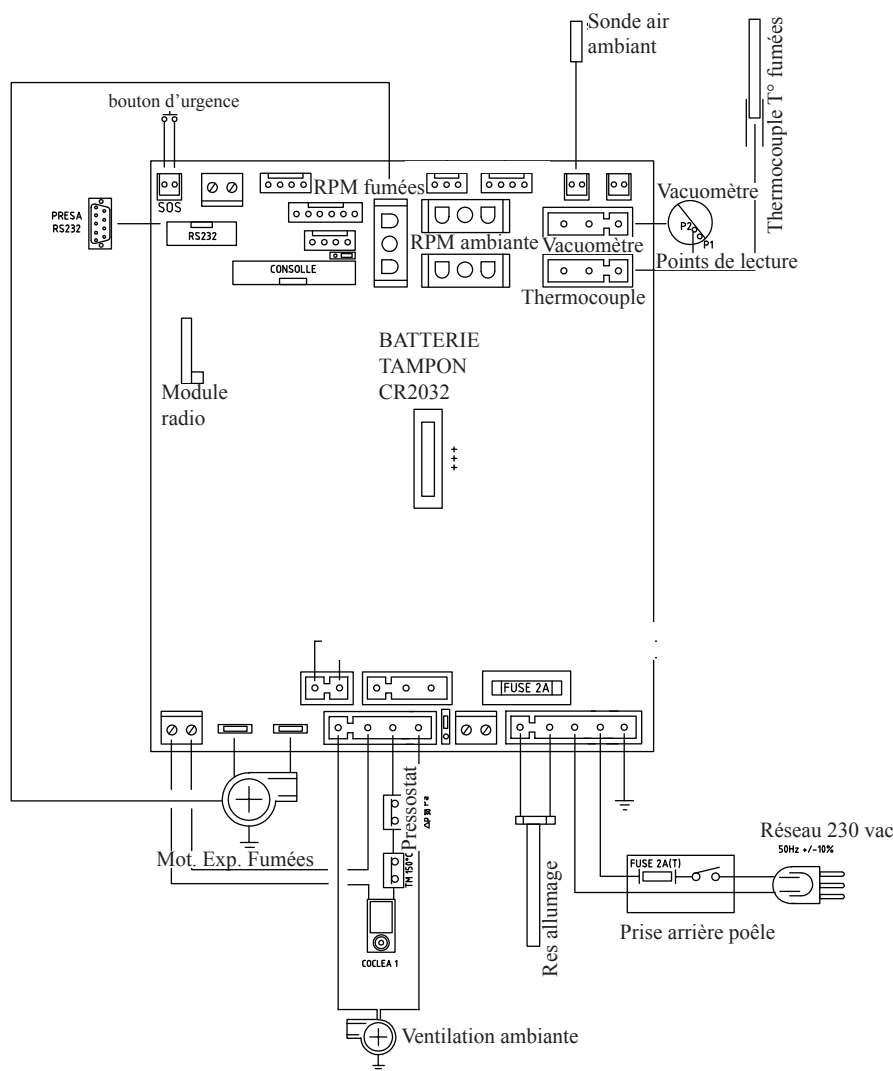 Sonde air
ambiant
Thermocouple T° fumées
bouton d'urgence
RPM fumées
Vacuomètre
SOS
PRESA
RS232
RS232
P2
P1
RPM ambiante
Vacuomètre
Points de lecture
CONSOLLE
Thermocouple
BATTERIE
TAMPON
CR2032
Module
radio
+++
FUSE 2A
Pressostat
Mot. Exp. Fumées
TM 150°C
COCLEA 1
Res allumage
Réseau 230 vac
50Hz +/-10%
FUSE 2A(T)
Prise arrière poêle
Ventilation ambiante